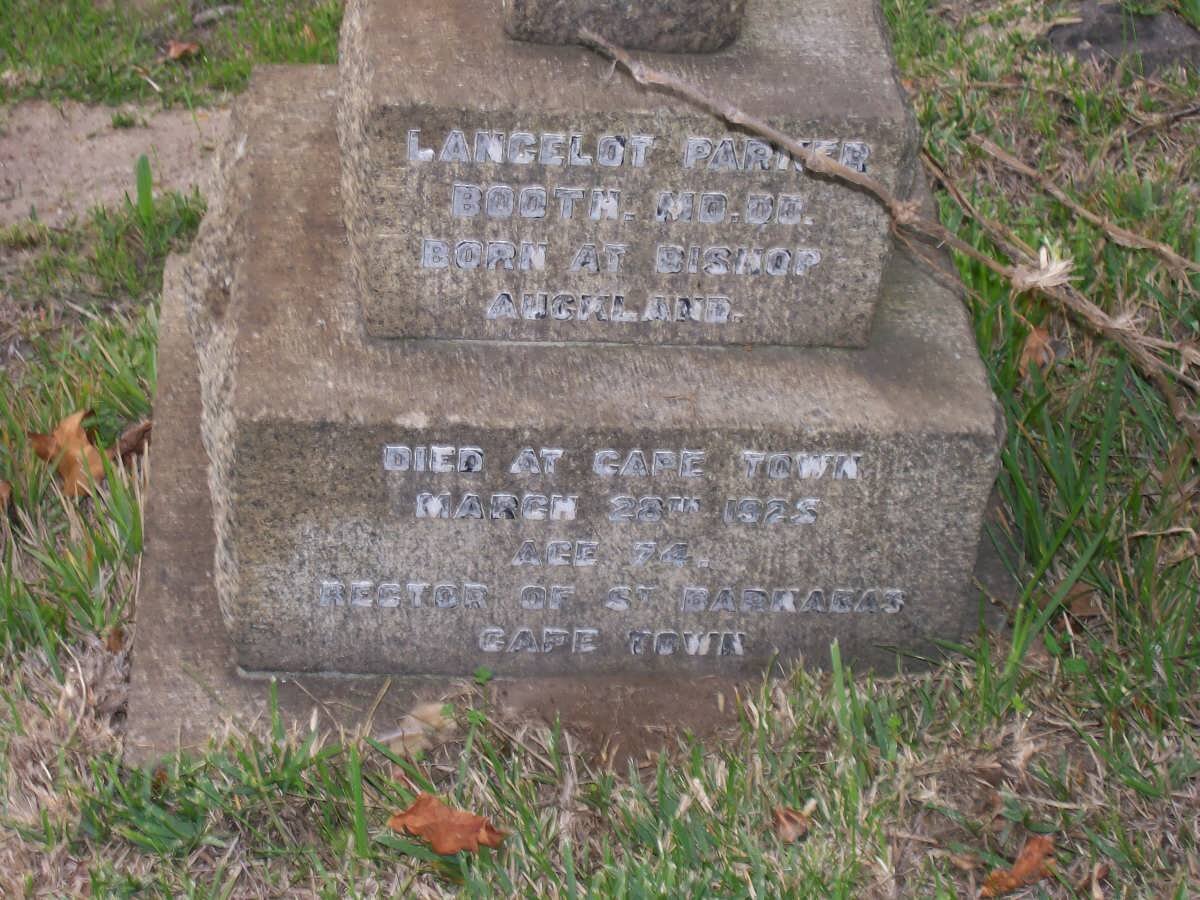 LANCELOT PARKER
BOOTH. MD. DD.
BORN AT BISHOP
AUCKLAND.
DIED AT CAPE TOWN
MARCH 28TH 1925
AGE 74.
RECTOR OF ST BARNABAS
CAPE TOWN